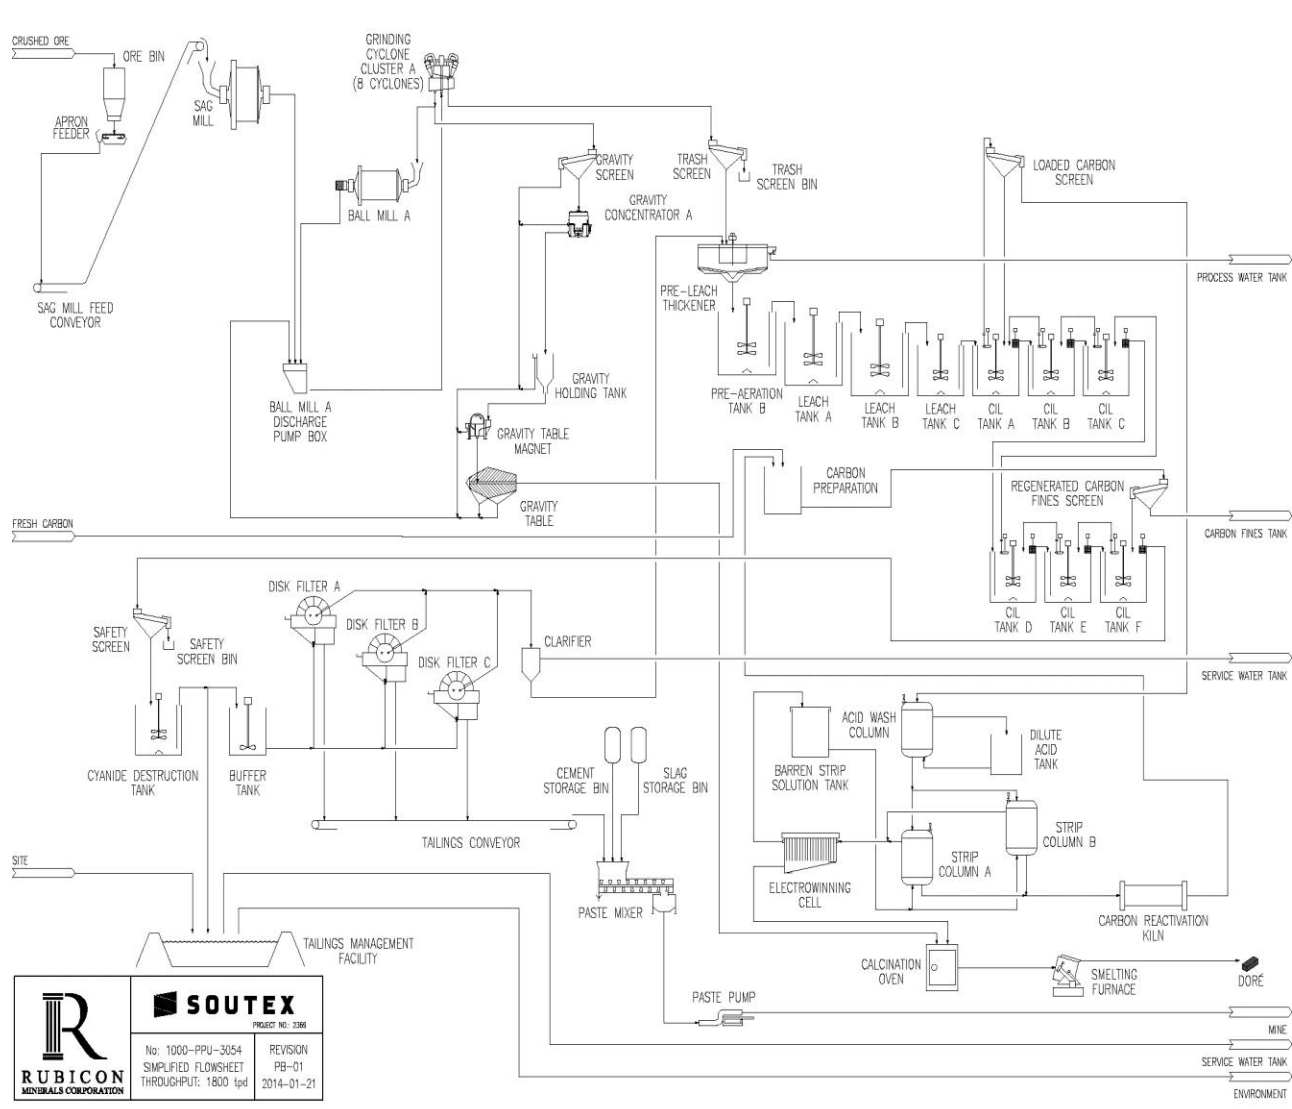 CRUSHED ORE
ORE BIN
APRON
FEEDER
SAG
MILL
SAG MILL FEED
CONVEYOR
GRINDING
CYCLONE
CLUSTER A
(8 CYCLONES)
BALL MILL A
GRAVITY
SCREEN
GRAVITY
CONCENTRATOR A
TRASH
SCREEN
TRASH
SCREEN BIN
LOADED CARBON
SCREEN
PROCESS WATER TANK
PRE-LEACH
THICKENER
BALL MILL A
DISCHARGE
PUMP BOX
GRAVITY
HOLDING TANK
GRAVITY TABLE
MAGNET
GRAVITY
TABLE
PRE-AERATION
TANK B
LEACH
TANK A
LEACH
TANK B
LEACH
TANK C
CIL
TANK A
CIL
TANK B
CIL
TANK C
CARBON
PREPARATION
REGENERATED CARBON
FINES SCREEN
CARBON FINES TANK
FRESH CARBON
CIL
TANK D
CIL
TANK E
CIL
TANK F
DISK FILTER A
DISK FILTER B
DISK FILTER C
CLARIFIER
SERVICE WATER TANK
SAFETY
SCREEN
SAFETY
SCREEN BIN
CYANIDE DESTRUCTION
TANK
BUFFER
TANK
TAILINGS CONVEYOR
CEMENT
STORAGE BIN
SLAG
STORAGE BIN
PASTE MIXER
BARREN STRIP
SOLUTION TANK
ACID WASH
COLUMN
DILUTE
ACID
TANK
STRIP
COLUMN B
STRIP
COLUMN A
ELECTROWINNING
CELL
CARBON REACTIVATION
KILN
SITE
TAILINGS MANAGEMENT
FACILITY
CALCINATION
OVEN
SMELTING
FURNACE
DORÉ
PASTE PUMP
MINE
SERVICE WATER TANK
ENVIRONMENT
R
RUBICON
MINERALS CORPORATION
SOUTEX
PROJECT NO.: 2369
No: 1000-PPU-3054
SIMPLIFIED FLOWSHEET
THROUGHPUT: 1800 tpd
REVISION
PB-01
2014-01-21